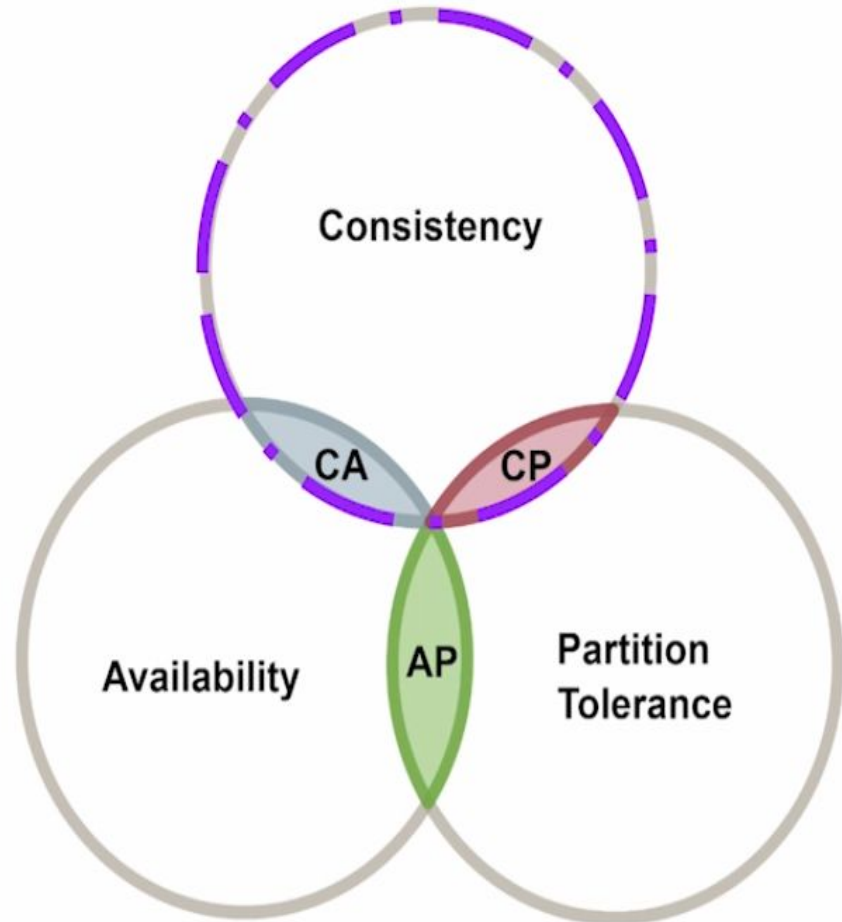 Consistency
CA
CP
Availability
AP
Partition
Tolerance